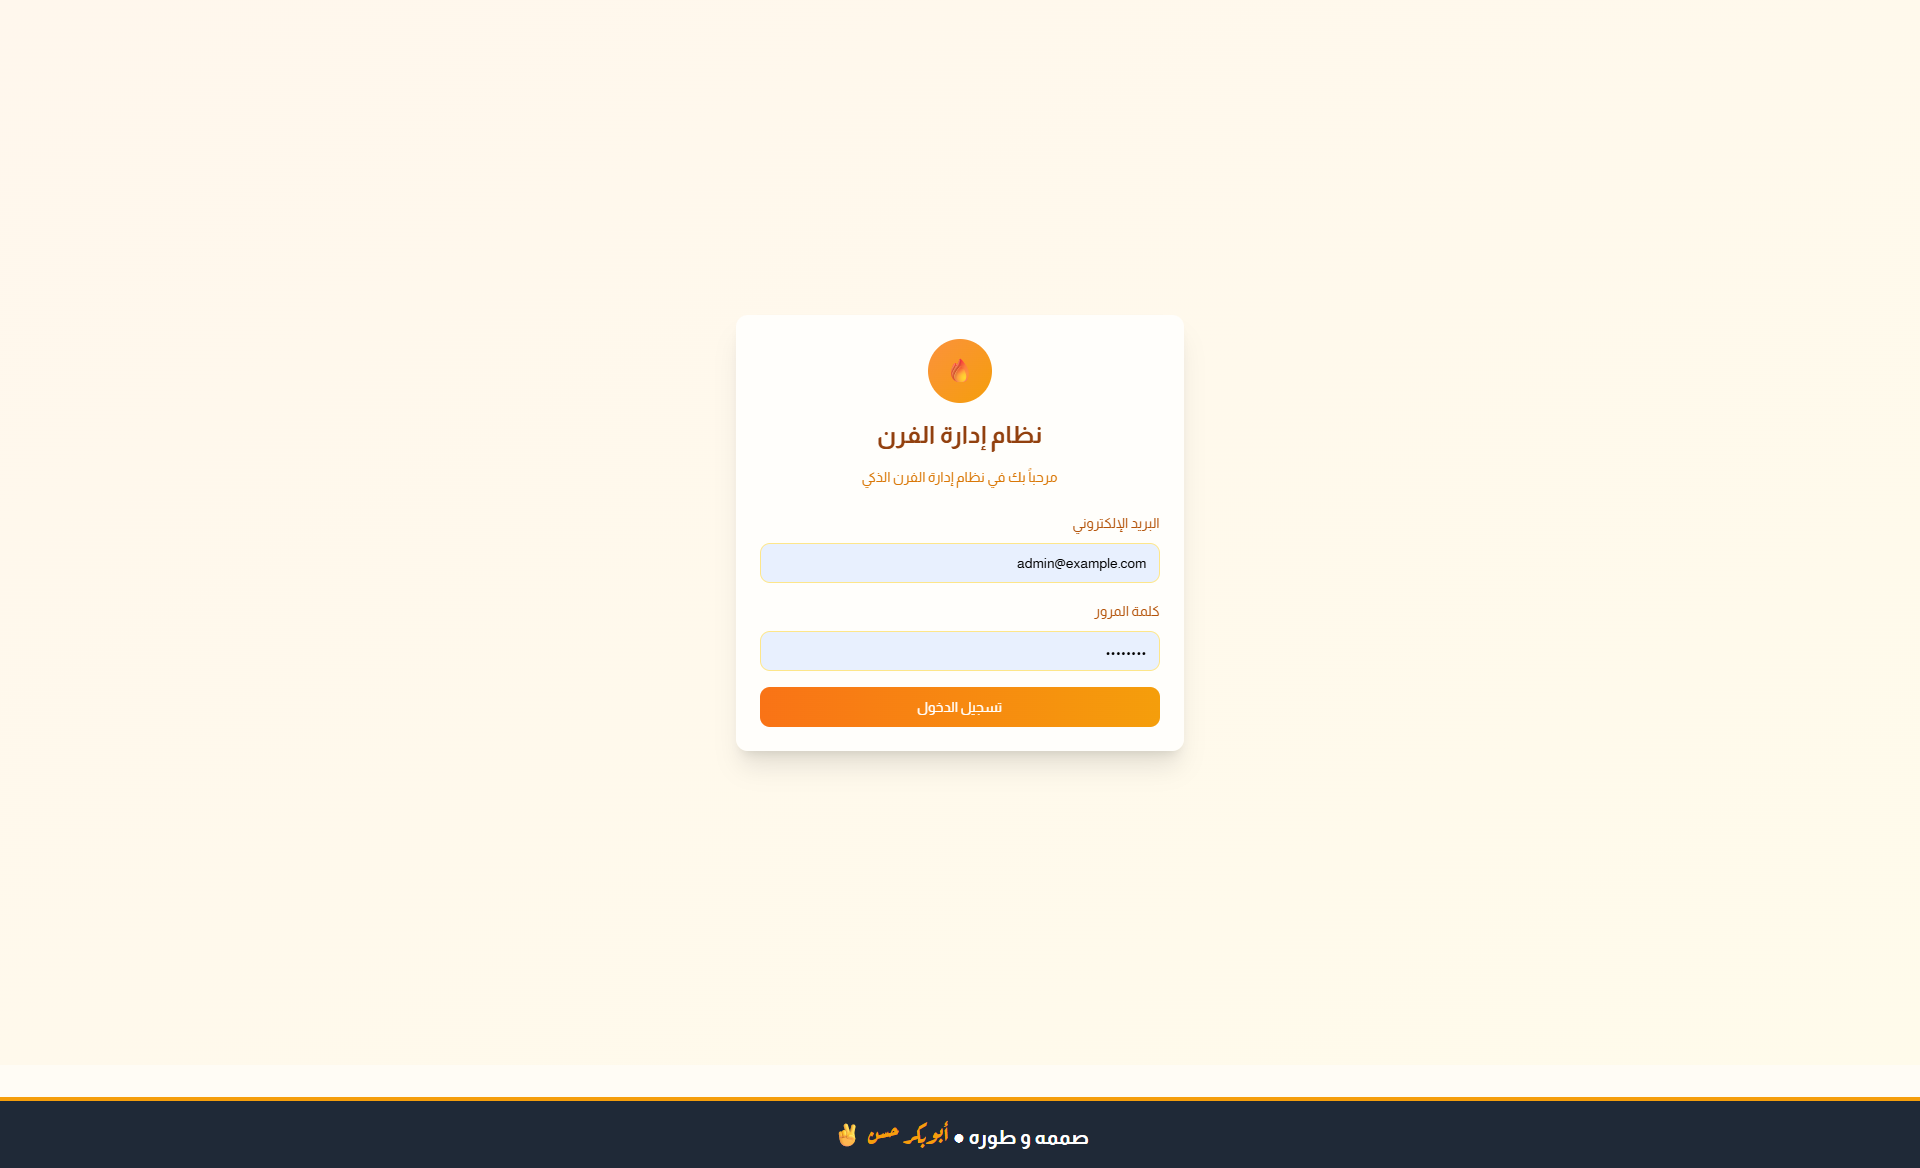 نظام إدارة الفرن
مرحباً بك في نظام إدارة الفرن الذكي
البريد الإلكتروني
admin@example.com
كلمة المرور
••••••••
تسجيل الدخول
صممه و طوره • أبوبكر حسن ✌